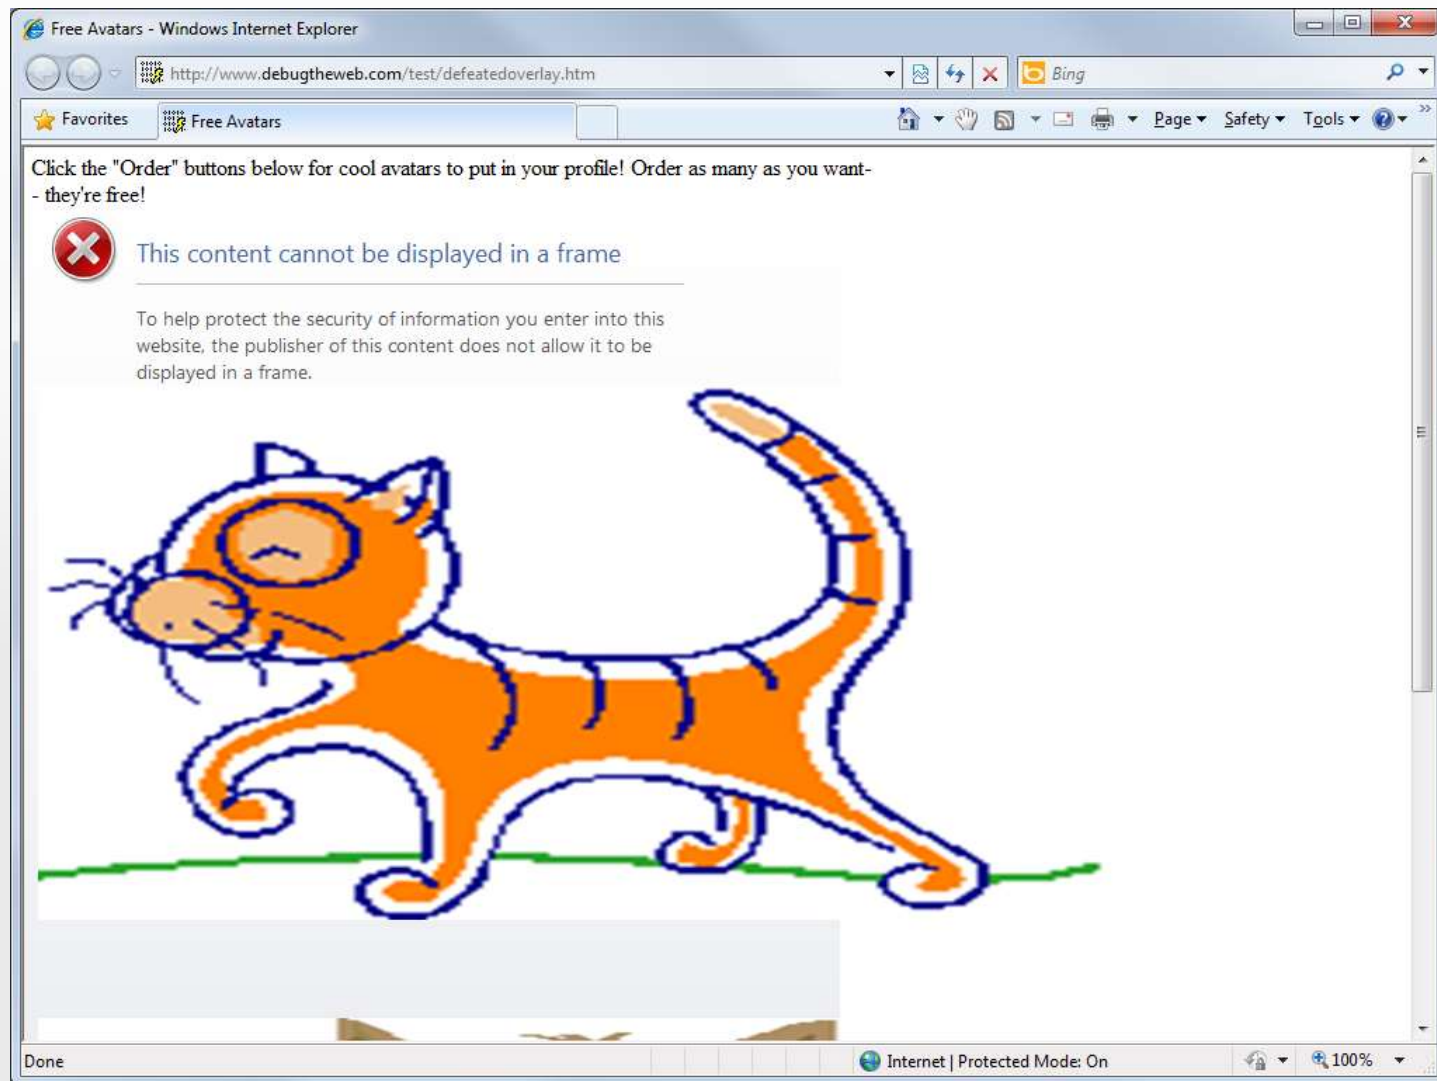 Free Avatars - Windows Internet Explorer
http://www.debugtheweb.com/test/defeatedoverlay.htm
Bing
Favorites
Free Avatars
Page
Safety
Tools
Click the "Order" buttons below for cool avatars to put in your profile! Order as many as you want-
- they're free!
This content cannot be displayed in a frame
To help protect the security of information you enter into this
website, the publisher of this content does not allow it to be
displayed in a frame.
Done
Internet | Protected Mode: On
100%